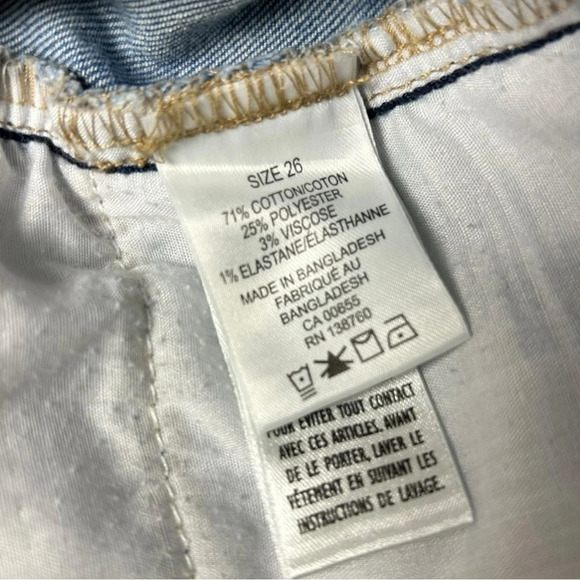 SIZE 26
71% COTTON/COTON
25% POLYESTER
3% VISCOSE
1% ELASTANE/ELASTHANNE
MADE IN BANGLADESH
FABRIQUÉ AU
BANGLADESH
CA 00655
RN 138760
POUR EVITER TOUT CONTACT
AVEC CES ARTICLES, AVANT
DE LE PORTER, LAVER LE
VÊTEMENT EN SUIVANT LES
INSTRUCTIONS DE LAVAGE.